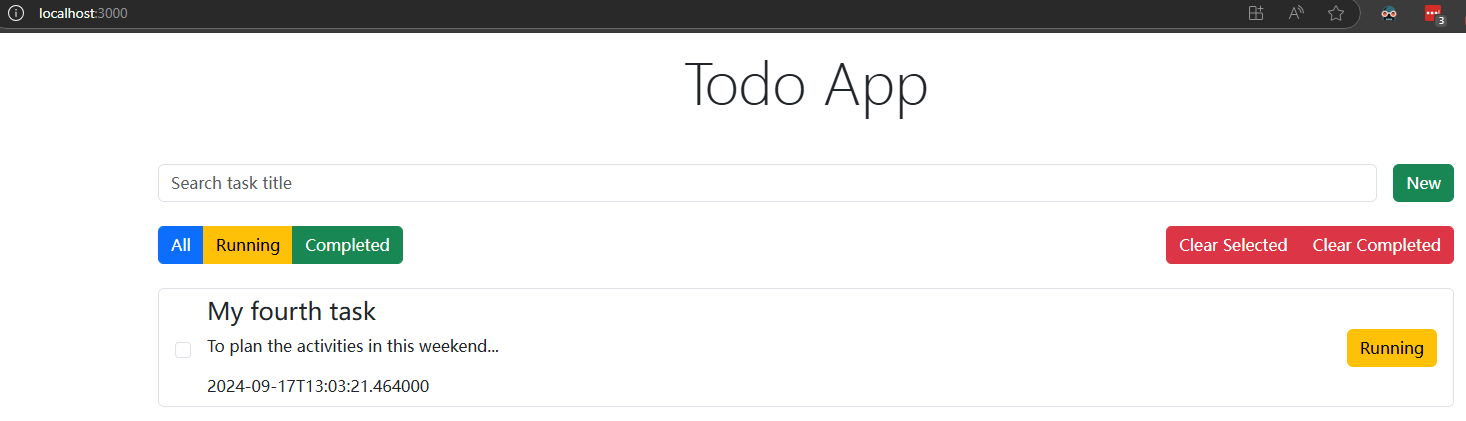 localhost:3000
3
Todo App
Search task title
New
All Running Completed
Clear Selected Clear Completed
My fourth task
To plan the activities in this weekend...
Running
2024-09-17T13:03:21.464000